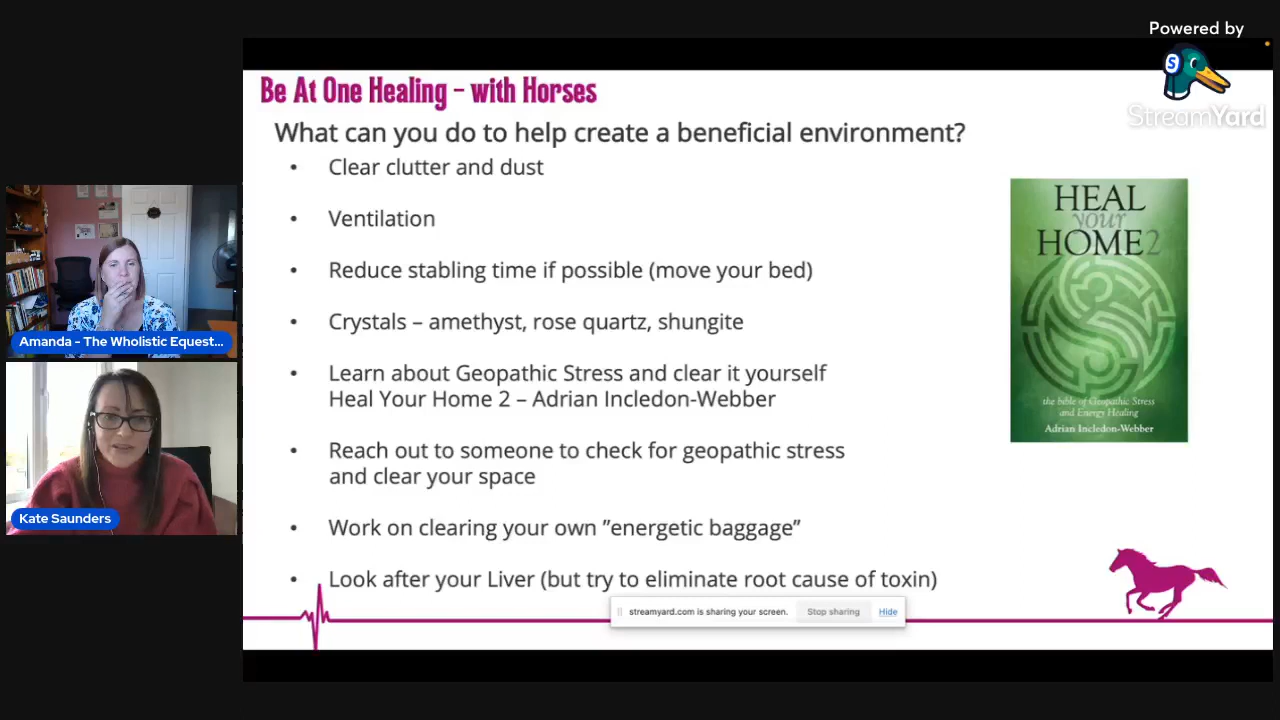 Powered by
StreamYard
Be At One Healing – with Horses
What can you do to help create a beneficial environment?
• Clear clutter and dust
• Ventilation
• Reduce stabling time if possible (move your bed)
• Crystals – amethyst, rose quartz, shungite
• Learn about Geopathic Stress and clear it yourself
Heal Your Home 2 – Adrian Incledon-Webber
• Reach out to someone to check for geopathic stress
and clear your space
• Work on clearing your own ”energetic baggage”
• Look after your Liver (but try to eliminate root cause of toxin)
HEAL
your
HOME2
the bible of Geopathic Stress
and Energy Healing
Adrian Incledon-Webber
Amanda - The Wholistic Equest...
Kate Saunders
streamyard.com is sharing your screen. Stop sharing Hide